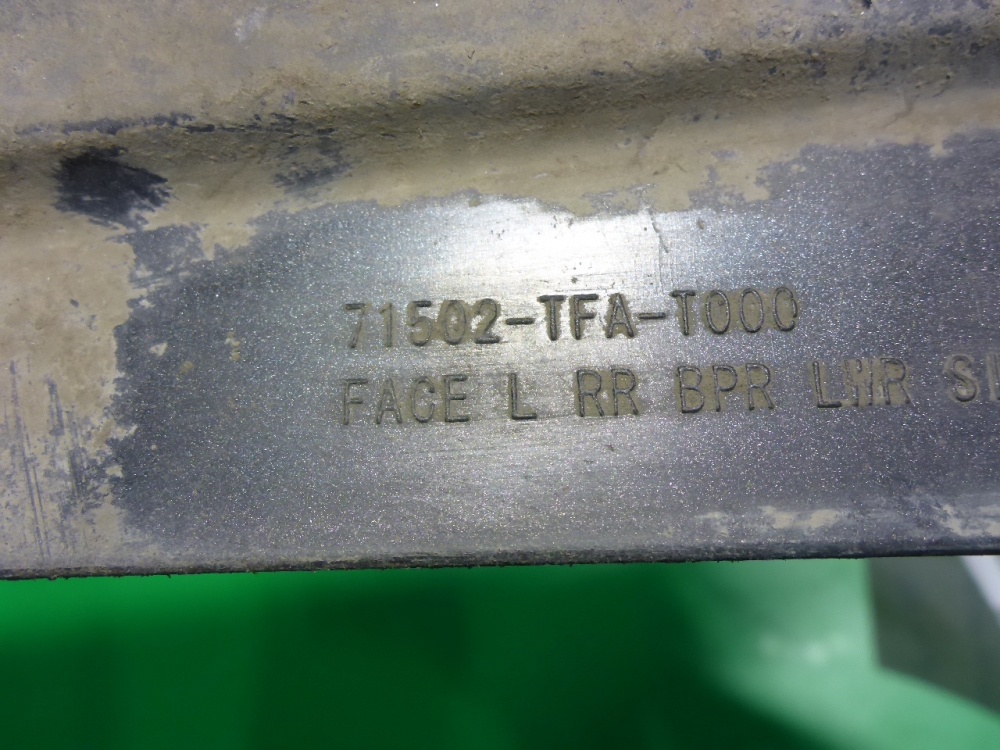 71502-TFA-T000
FACE L RR BPR LWR